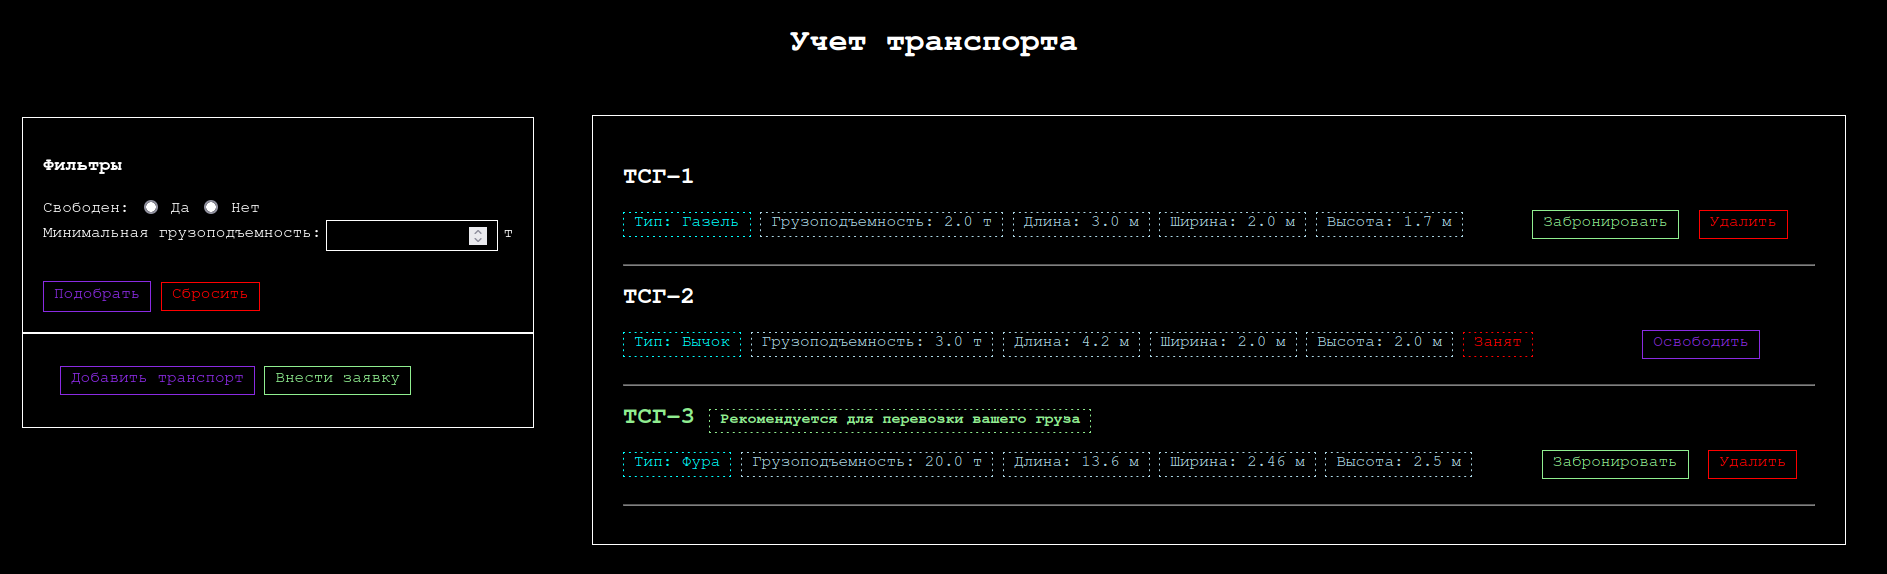 Учет транспорта
Фильтры
Свободен: Да Нет
Минимальная грузоподъемность: т
Подобрать Сбросить
Добавить транспорт Внести заявку
ТСГ-1
Тип: Газель Грузоподъемность: 2.0 т Длина: 3.0 м Ширина: 2.0 м Высота: 1.7 м Забронировать Удалить
ТСГ-2
Тип: Бычок Грузоподъемность: 3.0 т Длина: 4.2 м Ширина: 2.0 м Высота: 2.0 м Занят Освободить
ТСГ-3 Рекомендуется для перевозки вашего груза
Тип: Фура Грузоподъемность: 20.0 т Длина: 13.6 м Ширина: 2.46 м Высота: 2.5 м Забронировать Удалить